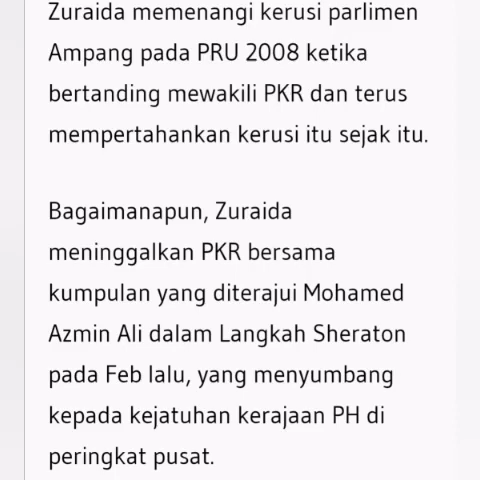 Zuraida memenangi kerusi parlimen
Ampang pada PRU 2008 ketika
bertanding mewakili PKR dan terus
mempertahankan kerusi itu sejak itu.
Bagaimanapun, Zuraida
meninggalkan PKR bersama
kumpulan yang diterajui Mohamed
Azmin Ali dalam Langkah Sheraton
pada Feb lalu, yang menyumbang
kepada kejatuhan kerajaan PH di
peringkat pusat.